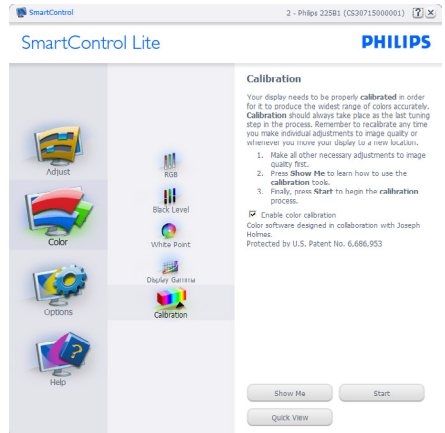 SmartControl
2 - Philips 225B1 (CS30715000001)
SmartControl Lite
PHILIPS
Adjust
Color
Options
Help
RGB
Black Level
White Point
Display Gamma
Calibration
Calibration
Your display needs to be properly calibrated in order
for it to produce the widest range of colors accurately.
Calibration should always take place as the last tuning
step in the process. Remember to recalibrate any time
you make individual adjustments to image quality or
whenever you move your display to a new location.
1. Make all other necessary adjustments to image
quality first.
2. Press Show Me to learn how to use the
calibration tools.
3. Finally, press Start to begin the calibration
process.
Enable color calibration
Color software designed in collaboration with Joseph
Holmes.
Protected by U.S. Patent No. 6,686,953
Show Me
Start
Quick View